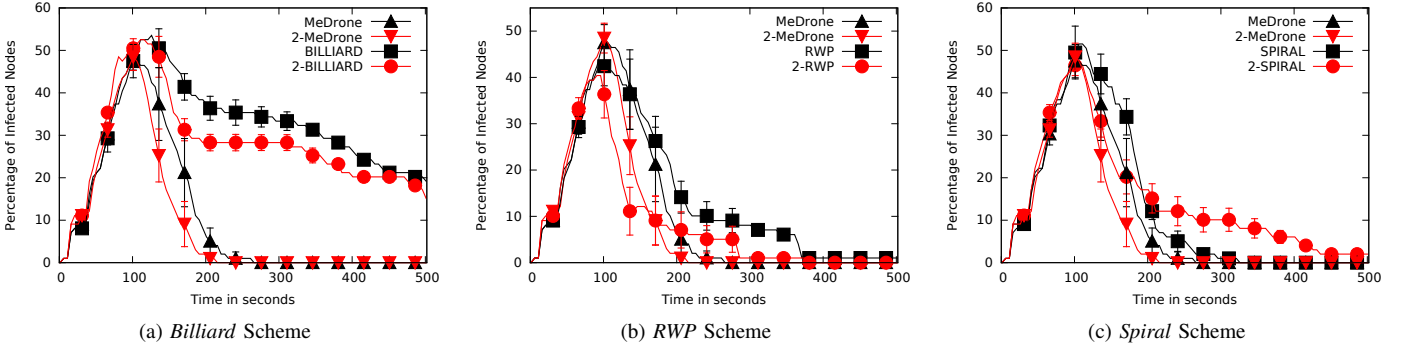 60
50
40
30
20
10
0
0 100 200 300 400 500
Percentage of Infected Nodes
Time in seconds
MeDrone
2-MeDrone
BILLIARD
2-BILLIARD
(a) Billiard Scheme
50
40
30
20
10
0
0 100 200 300 400 500
Percentage of Infected Nodes
Time in seconds
MeDrone
2-MeDrone
RWP
2-RWP
(b) RWP Scheme
60
50
40
30
20
10
0
0 100 200 300 400 500
Percentage of Infected Nodes
Time in seconds
MeDrone
2-MeDrone
SPIRAL
2-SPIRAL
(c) Spiral Scheme